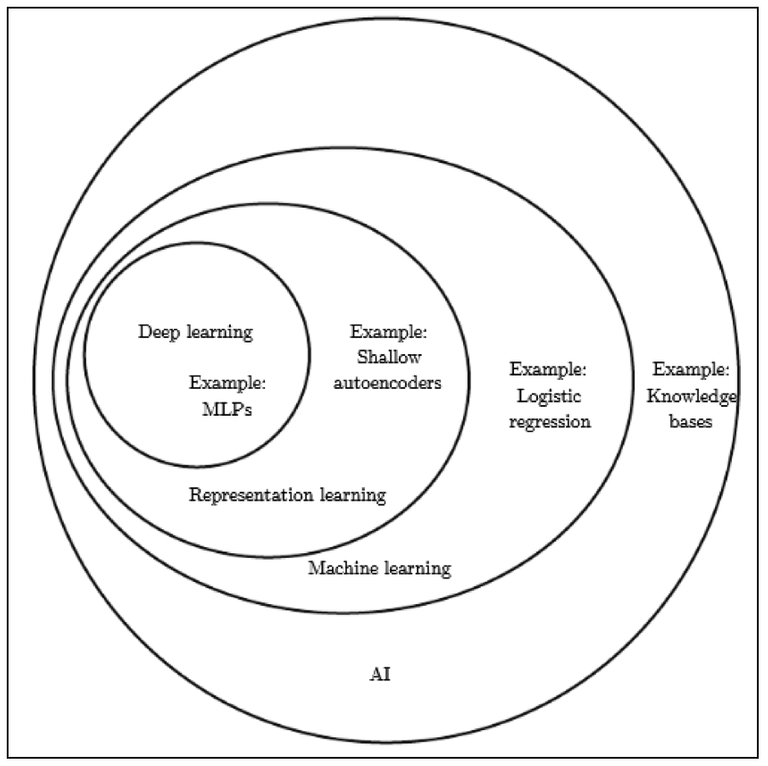 Deep learning
Example:
MLPs
Example:
Shallow
autoencoders
Example:
Logistic
regression
Example:
Knowledge
bases
Representation learning
Machine learning
AI